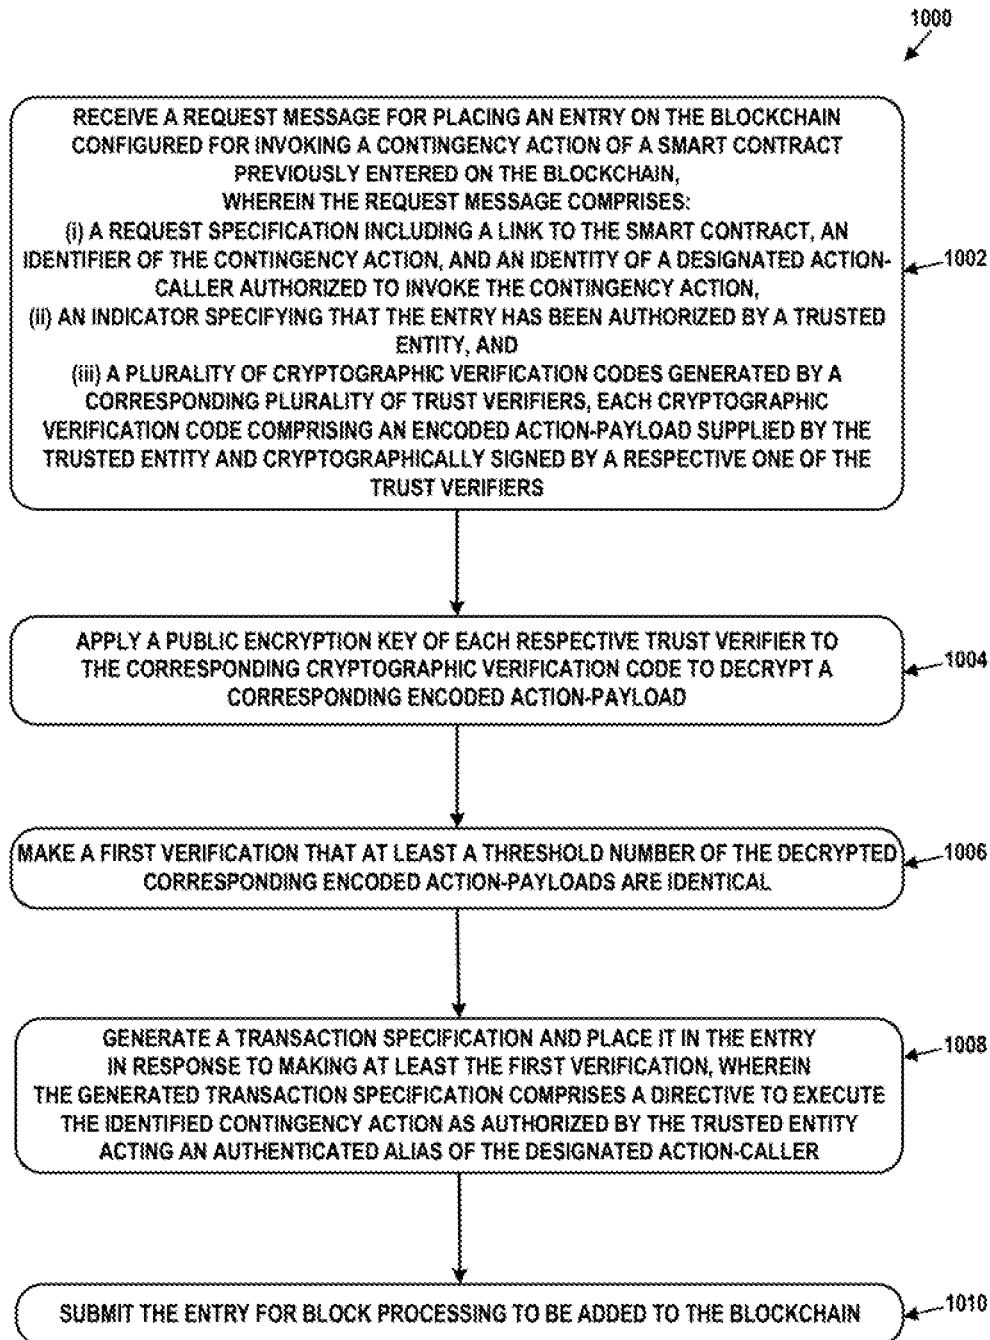 1000
RECEIVE A REQUEST MESSAGE FOR PLACING AN ENTRY ON THE BLOCKCHAIN
CONFIGURED FOR INVOKING A CONTINGENCY ACTION OF A SMART CONTRACT
PREVIOUSLY ENTERED ON THE BLOCKCHAIN,
WHEREIN THE REQUEST MESSAGE COMPRISES:
(i) A REQUEST SPECIFICATION INCLUDING A LINK TO THE SMART CONTRACT, AN
IDENTIFIER OF THE CONTINGENCY ACTION, AND AN IDENTITY OF A DESIGNATED ACTION-
CALLER AUTHORIZED TO INVOKE THE CONTINGENCY ACTION,
(ii) AN INDICATOR SPECIFYING THAT THE ENTRY HAS BEEN AUTHORIZED BY A TRUSTED
ENTITY, AND
(iii) A PLURALITY OF CRYPTOGRAPHIC VERIFICATION CODES GENERATED BY A
CORRESPONDING PLURALITY OF TRUST VERIFIERS, EACH CRYPTOGRAPHIC
VERIFICATION CODE COMPRISING AN ENCODED ACTION-PAYLOAD SUPPLIED BY THE
TRUSTED ENTITY AND CRYPTOGRAPHICALLY SIGNED BY A RESPECTIVE ONE OF THE
TRUST VERIFIERS
1002
APPLY A PUBLIC ENCRYPTION KEY OF EACH RESPECTIVE TRUST VERIFIER TO
THE CORRESPONDING CRYPTOGRAPHIC VERIFICATION CODE TO DECRYPT A
CORRESPONDING ENCODED ACTION-PAYLOAD
1004
MAKE A FIRST VERIFICATION THAT AT LEAST A THRESHOLD NUMBER OF THE DECRYPTED
CORRESPONDING ENCODED ACTION-PAYLOADS ARE IDENTICAL
1006
GENERATE A TRANSACTION SPECIFICATION AND PLACE IT IN THE ENTRY
IN RESPONSE TO MAKING AT LEAST THE FIRST VERIFICATION, WHEREIN
THE GENERATED TRANSACTION SPECIFICATION COMPRISES A DIRECTIVE TO EXECUTE
THE IDENTIFIED CONTINGENCY ACTION AS AUTHORIZED BY THE TRUSTED ENTITY
ACTING AN AUTHENTICATED ALIAS OF THE DESIGNATED ACTION-CALLER
1008
SUBMIT THE ENTRY FOR BLOCK PROCESSING TO BE ADDED TO THE BLOCKCHAIN
1010